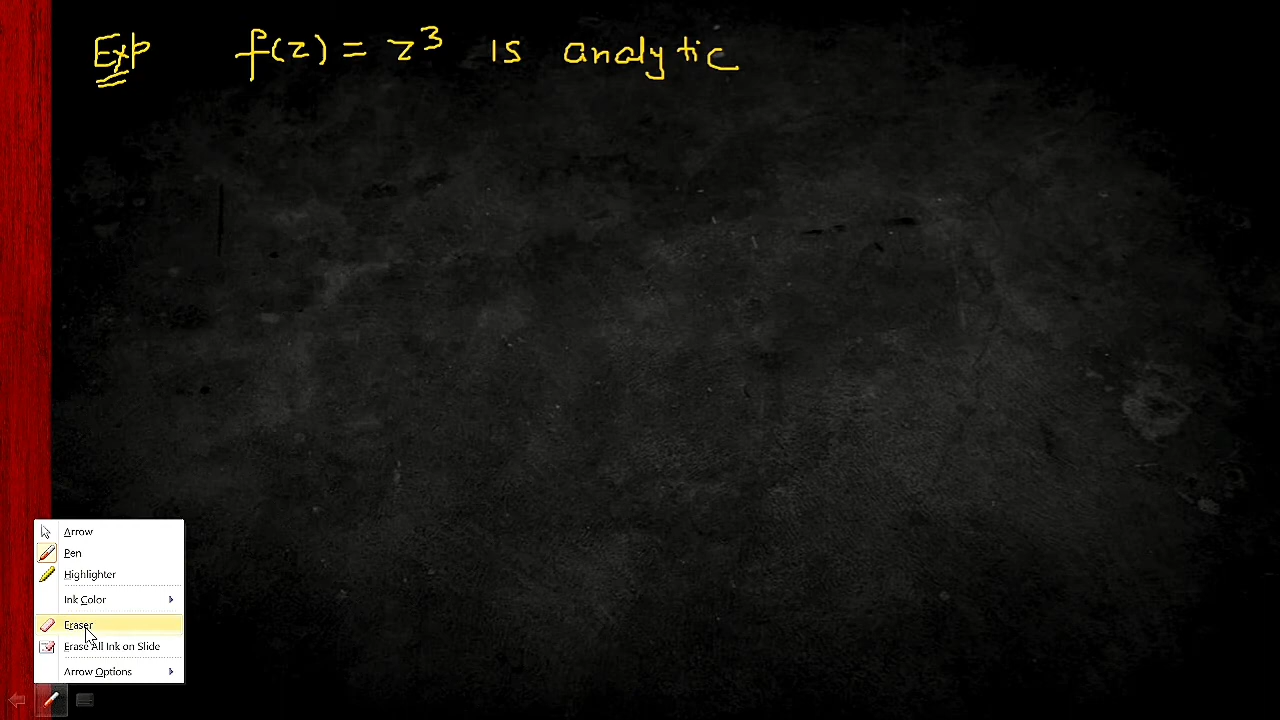 Exp f(z) = z³ is analytic
Arrow
Pen
Highlighter
Ink Color
Eraser
Erase All Ink on Slide
Arrow Options